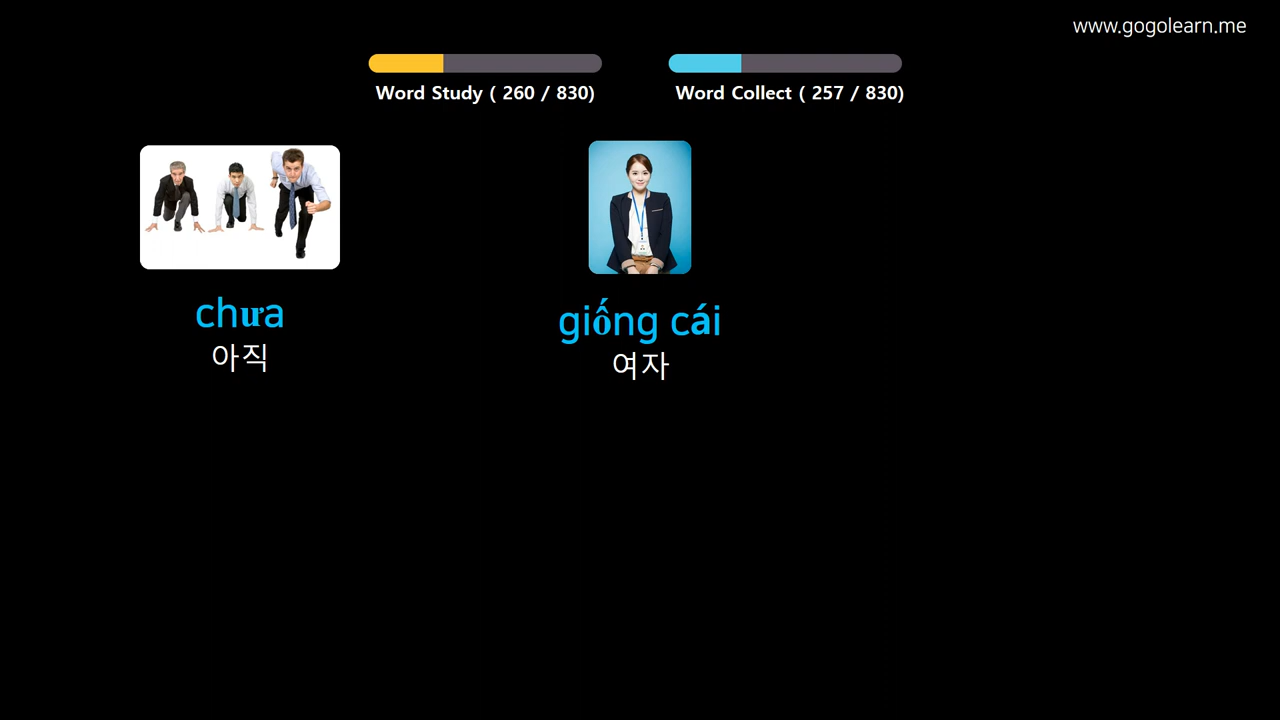 www.gogolearn.me
Word Study ( 260 / 830)
Word Collect ( 257 / 830)
chưa
아직
giống cái
여자